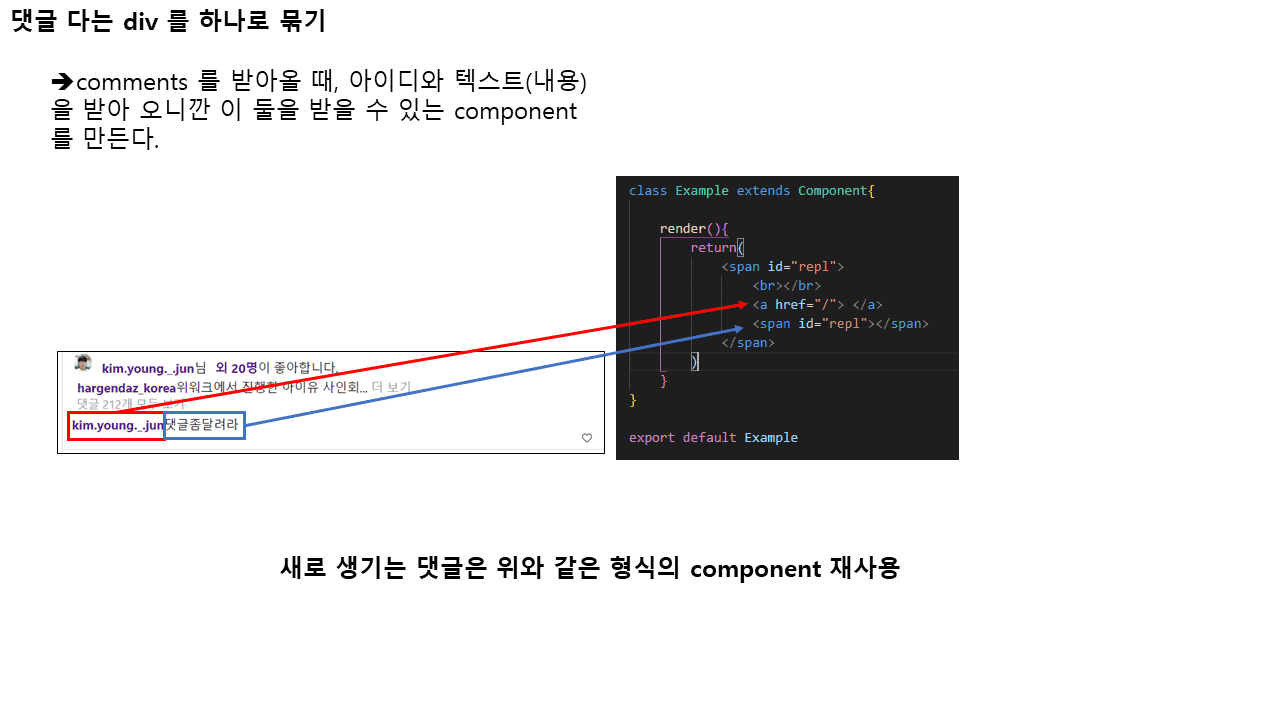 댓글 다는 div 를 하나로 묶기
➔comments 를 받아올 때, 아이디와 텍스트(내용)
을 받아 오니깐 이 둘을 받을 수 있는 component
를 만든다.
class Example extends Component{
render(){
return(
<span id="repl">
<br></br>
<a href="/"> </a>
<span id="repl"></span>
</span>
)
}
}
export default Example
kim.young._.jun님 외 20명이 좋아합니다.
hargendaz_korea위워크에서 진행한 아이유 사인회... 더 보기
댓글 212개 모두 보기
kim.young._.jun댓글좀달려라
새로 생기는 댓글은 위와 같은 형식의 component 재사용